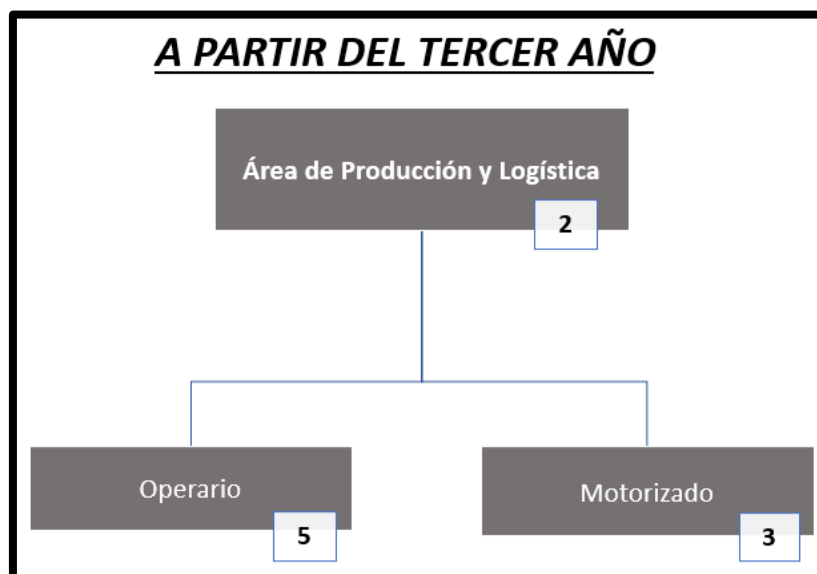 A PARTIR DEL TERCER AÑO
Área de Producción y Logística
2
Operario
5
Motorizado
3